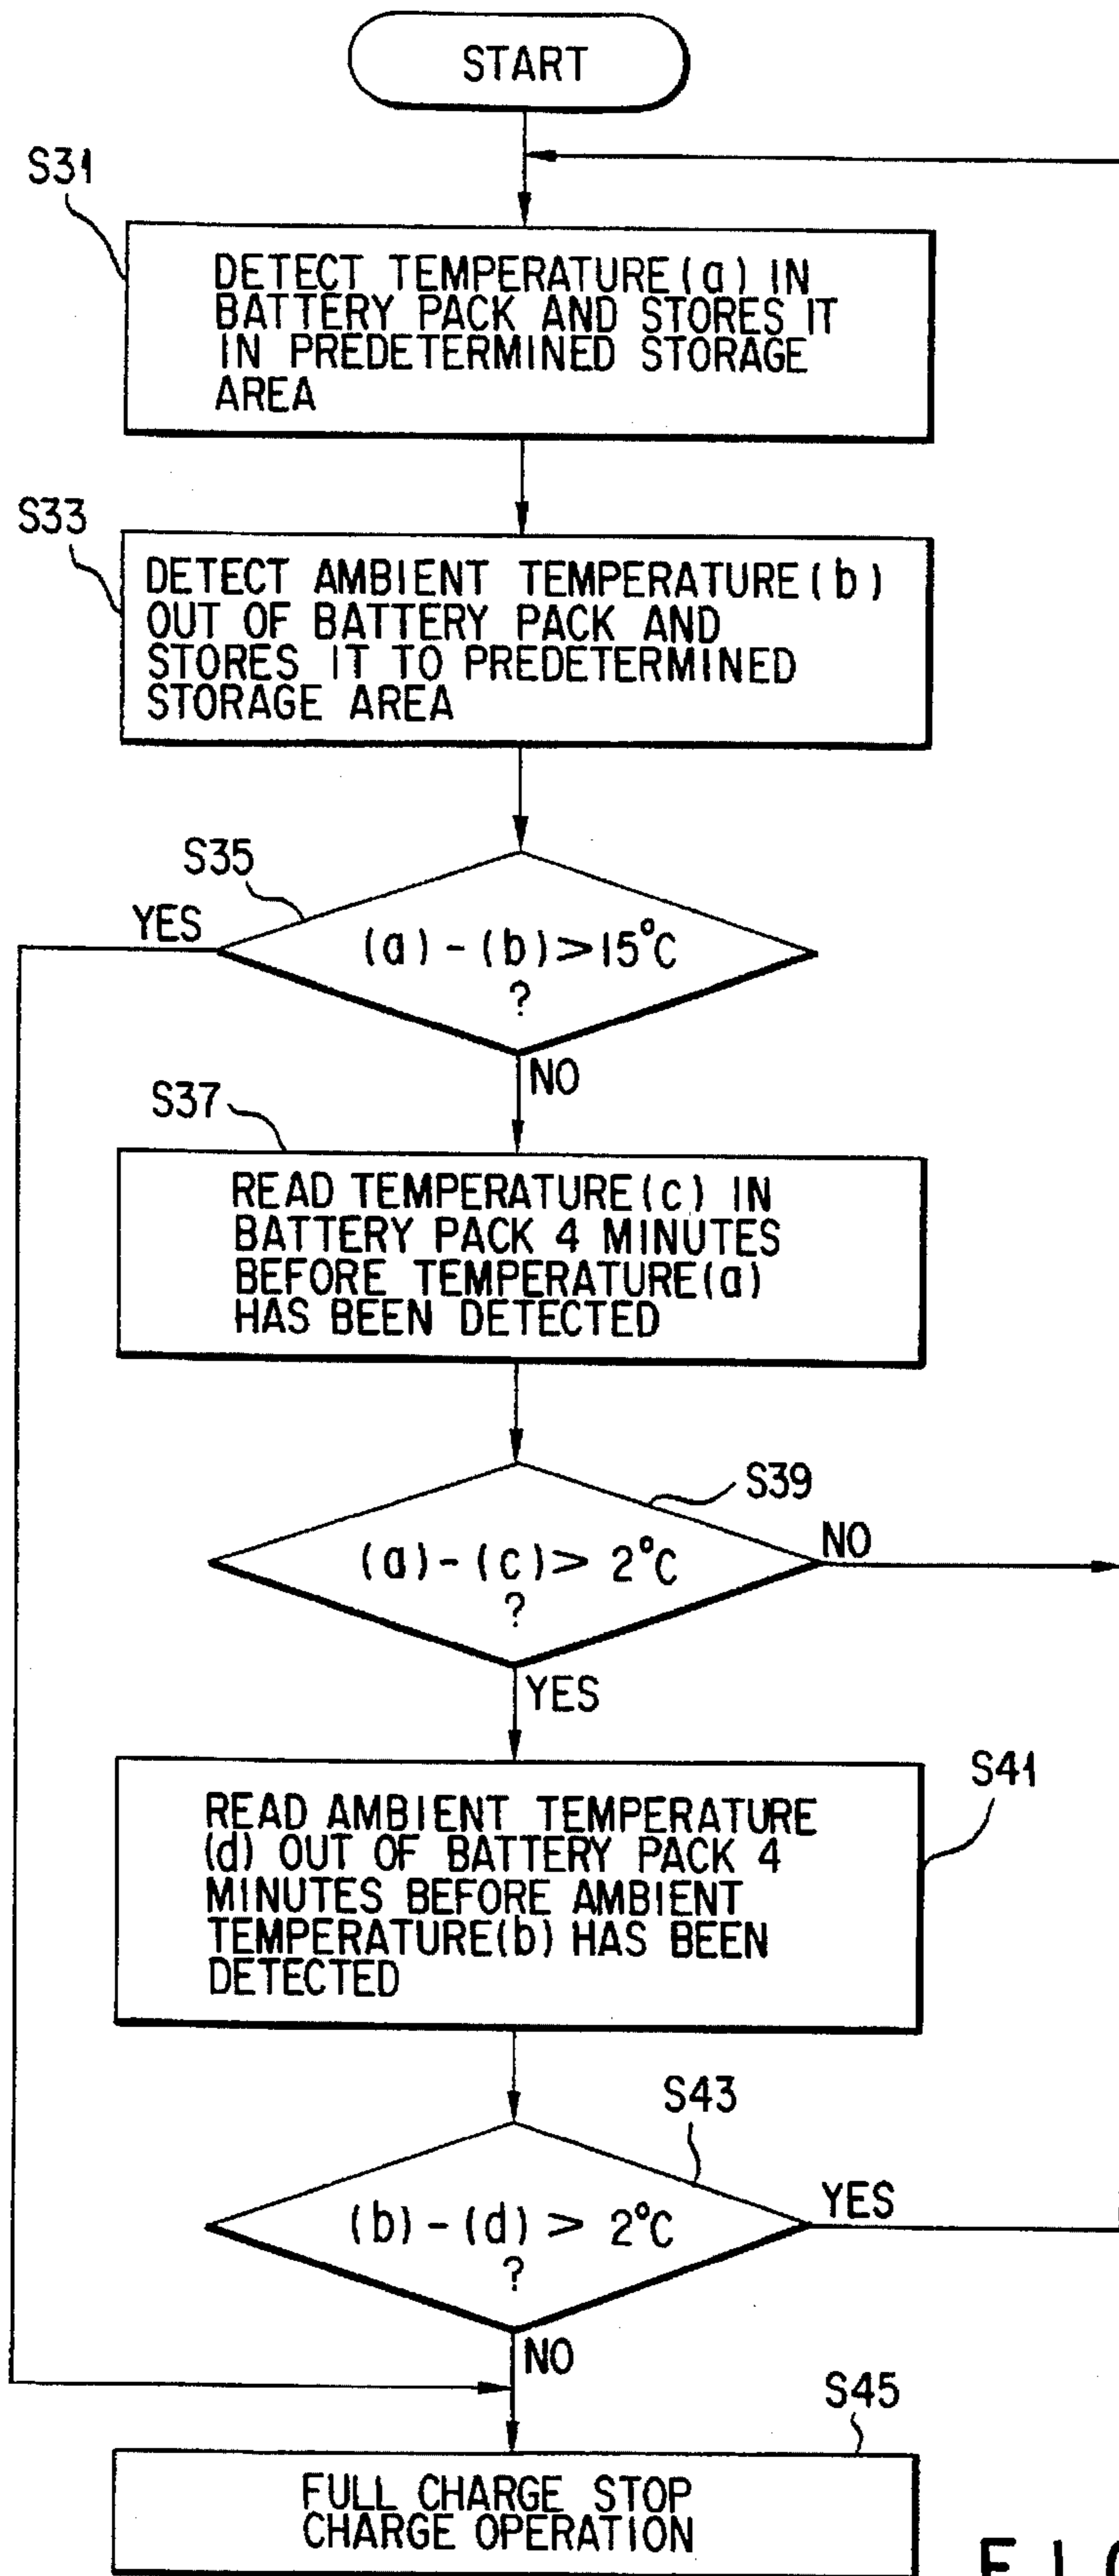 START
S31
DETECT TEMPERATURE(a) IN
BATTERY PACK AND STORES IT
IN PREDETERMINED STORAGE
AREA
S33
DETECT AMBIENT TEMPERATURE(b)
OUT OF BATTERY PACK AND
STORES IT TO PREDETERMINED
STORAGE AREA
S35
YES
(a)-(b)>15°C
?
NO
S37
READ TEMPERATURE(c) IN
BATTERY PACK 4 MINUTES
BEFORE TEMPERATURE(a)
HAS BEEN DETECTED
S39
(a)-(c)> 2°C
?
NO
YES
S41
READ AMBIENT TEMPERATURE
(d) OUT OF BATTERY PACK 4
MINUTES BEFORE AMBIENT
TEMPERATURE(b) HAS BEEN
DETECTED
S43
(b)-(d) > 2°C
?
YES
NO
S45
FULL CHARGE STOP
CHARGE OPERATION